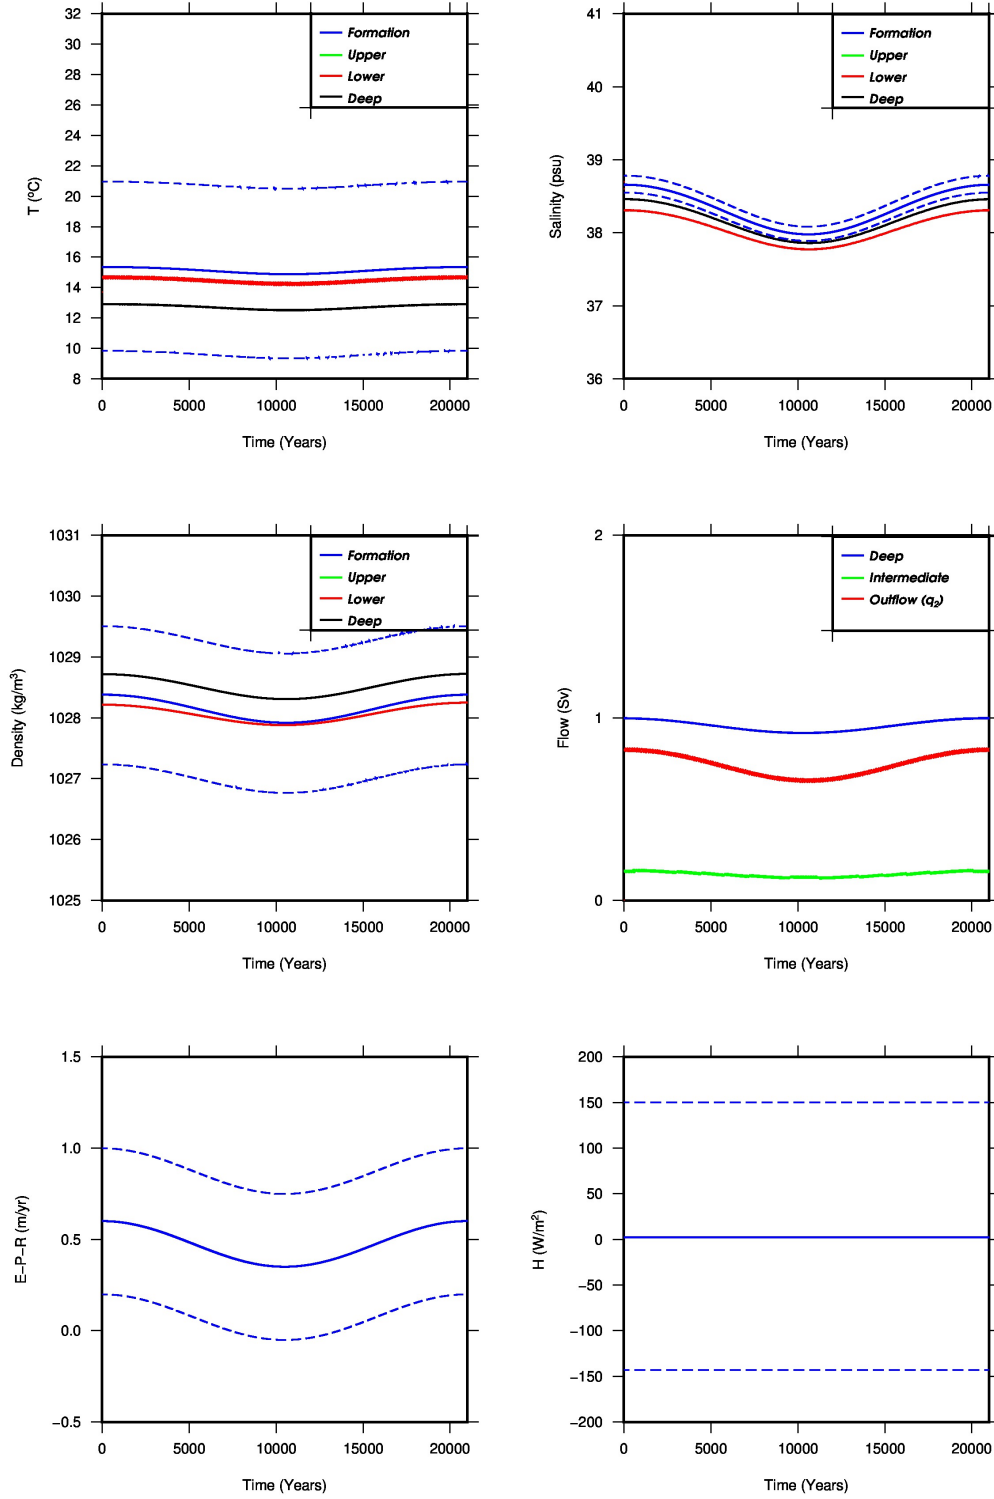 32
30
28
26
24
22
20
18
16
14
12
10
8
T (ºC)
Formation
Upper
Lower
Deep
0 5000 10000 15000 20000
Time (Years)
41
40
39
38
37
36
Salinity (psu)
Formation
Upper
Lower
Deep
0 5000 10000 15000 20000
Time (Years)
1031
1030
1029
1028
1027
1026
1025
Density (kg/m³)
Formation
Upper
Lower
Deep
0 5000 10000 15000 20000
Time (Years)
2
1
0
Flow (Sv)
Deep
Intermediate
Outflow (q₂)
0 5000 10000 15000 20000
Time (Years)
1.5
1.0
0.5
0.0
−0.5
E−P−R (m/yr)
0 5000 10000 15000 20000
Time (Years)
200
150
100
50
0
−50
−100
−150
−200
H (W/m²)
0 5000 10000 15000 20000
Time (Years)